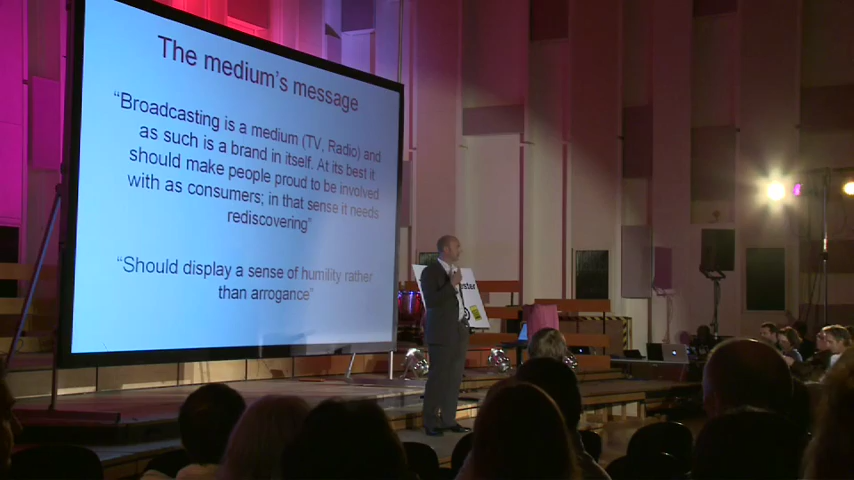 The medium's message
“Broadcasting is a medium (TV, Radio) and
as such is a brand in itself. At its best it
should make people proud to be involved
with as consumers; in that sense it needs
rediscovering”
“Should display a sense of humility rather
than arrogance”